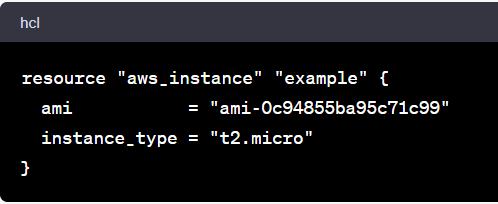 hcl
resource "aws_instance" "example" {
  ami           = "ami-0c94855ba95c71c99"
  instance_type = "t2.micro"
}